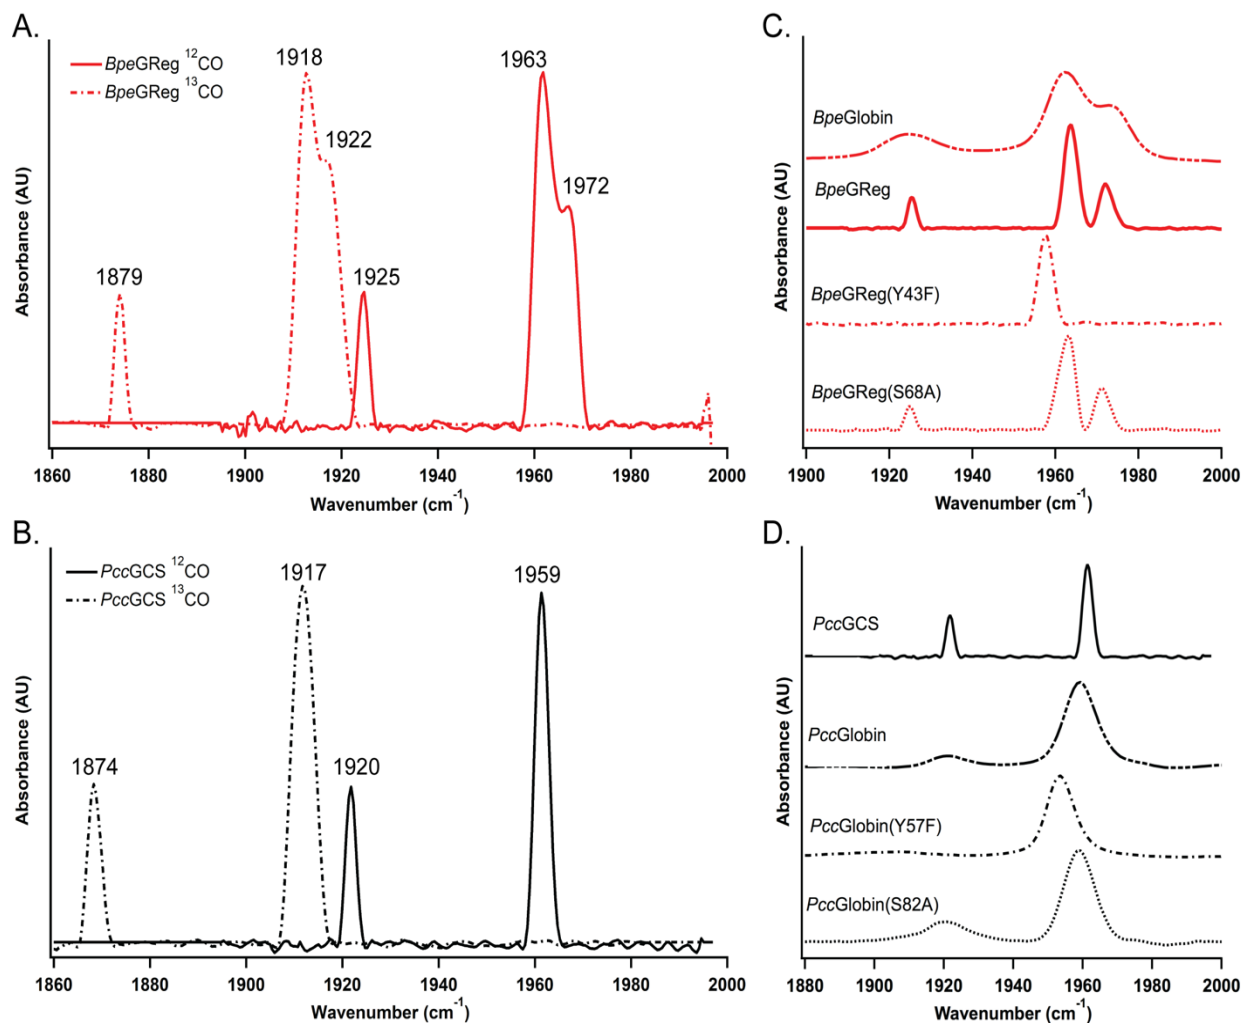 A.
BpeGReg 12CO
BpeGReg 13CO
1918
1922
1963
1972
1879
1925
Absorbance (AU)
1860 1880 1900 1920 1940 1960 1980 2000
Wavenumber (cm-1)
B.
PccGCS 12CO
PccGCS 13CO
1917
1959
1874
1920
Absorbance (AU)
1860 1880 1900 1920 1940 1960 1980 2000
Wavenumber (cm-1)
C.
BpeGlobin
BpeGReg
BpeGReg(Y43F)
BpeGReg(S68A)
Absorbance (AU)
1900 1920 1940 1960 1980 2000
Wavenumber (cm-1)
D.
PccGCS
PccGlobin
PccGlobin(Y57F)
PccGlobin(S82A)
Absorbance (AU)
1880 1900 1920 1940 1960 1980 2000
Wavenumber (cm-1)